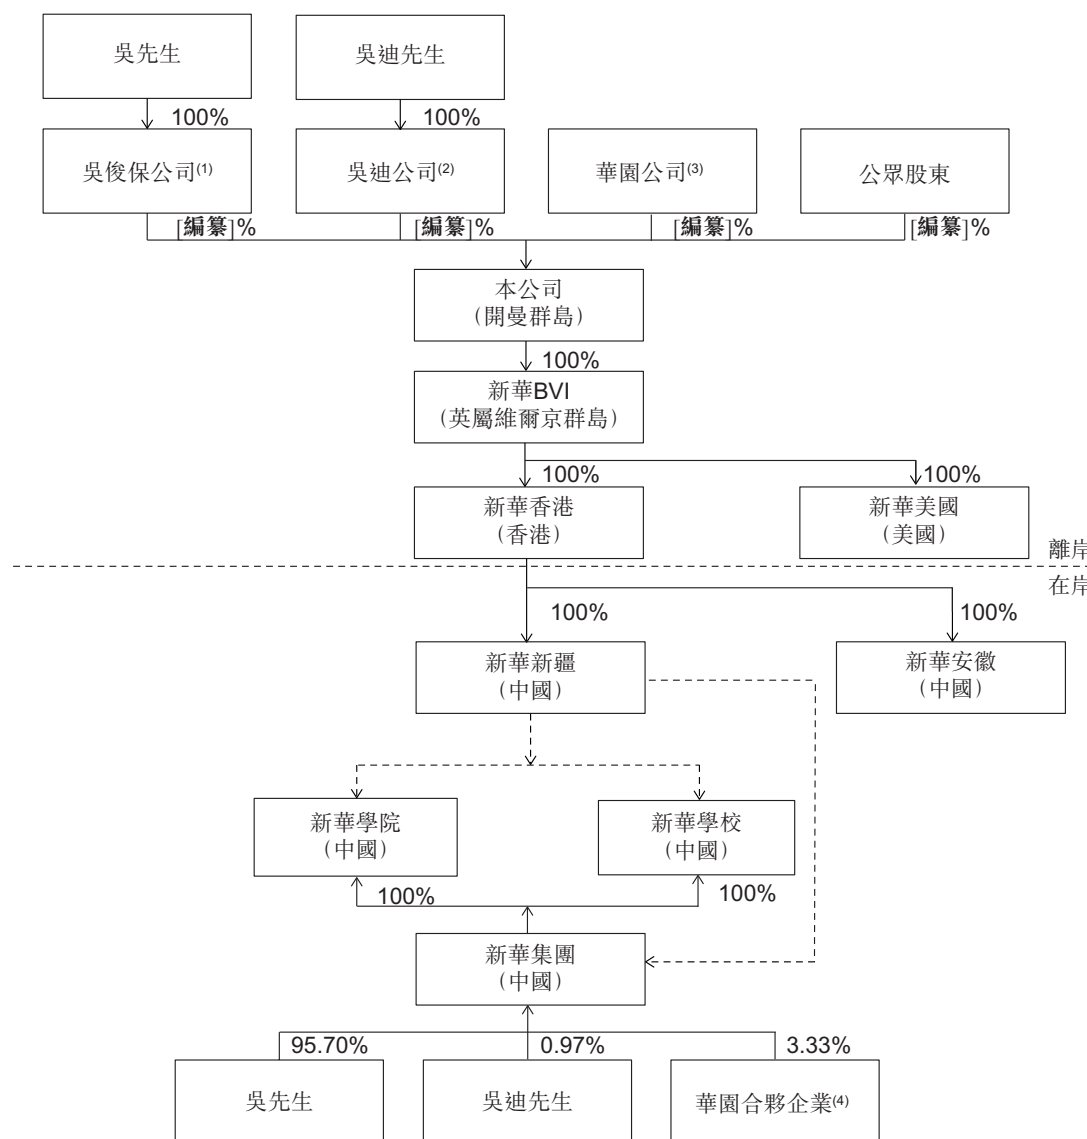 吳先生
吳迪先生
100%
100%
吳俊保公司(1)
吳迪公司(2)
華園公司(3)
公眾股東
[編纂]%
[編纂]%
[編纂]%
[編纂]%
本公司
（開曼群島）
100%
新華BVI
（英屬維爾京群島）
100%
100%
新華香港
（香港）
新華美國
（美國）
離岸
在岸
100%
100%
新華新疆
（中國）
新華安徽
（中國）
新華學院
（中國）
新華學校
（中國）
100%
100%
新華集團
（中國）
95.70%
0.97%
3.33%
吳先生
吳迪先生
華園合夥企業(4)